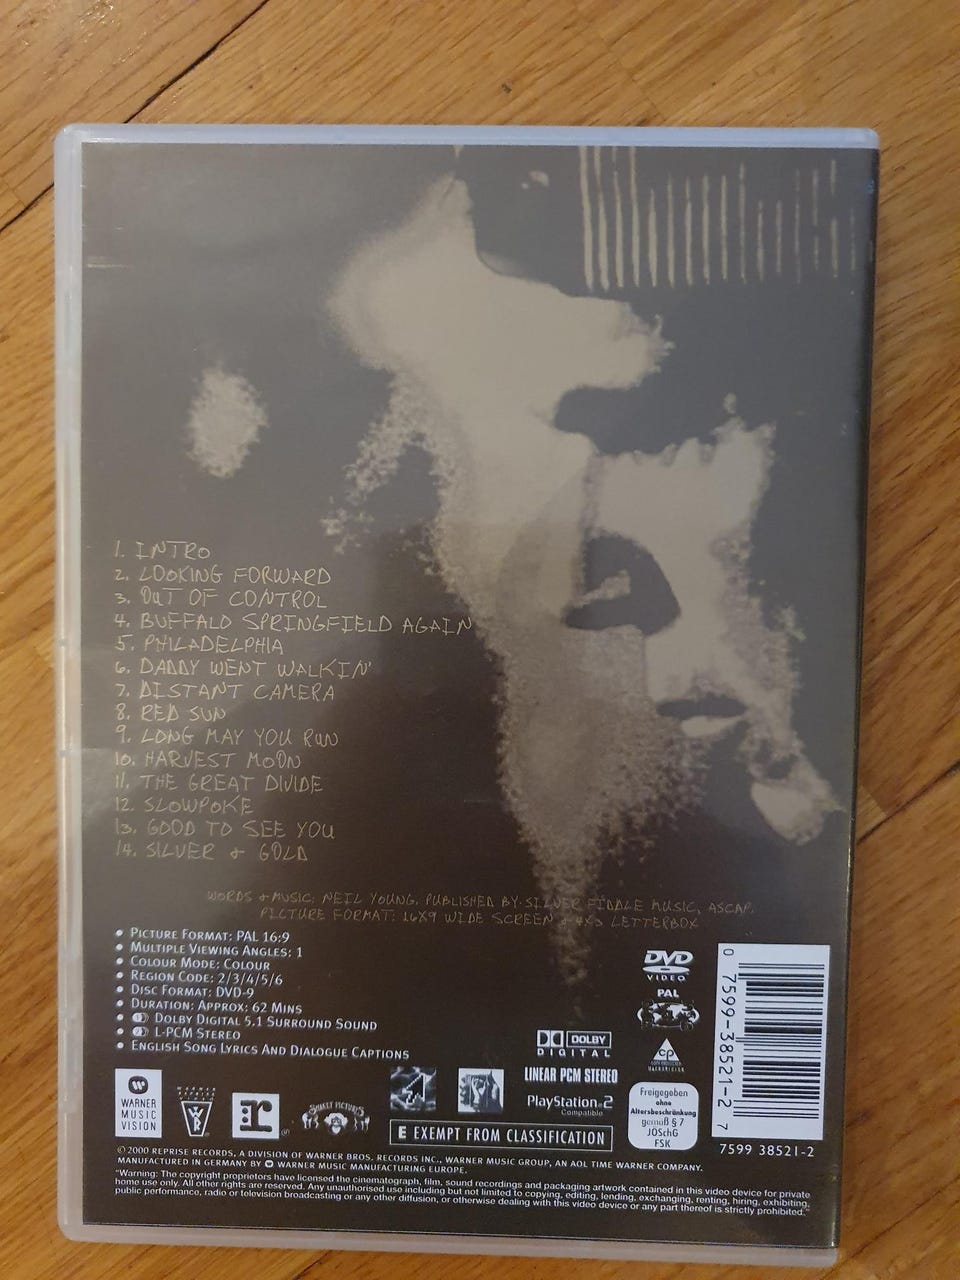 1. INTRO
2. LOOKING FORWARD
3. OUT OF CONTROL
4. BUFFALO SPRINGFIELD AGAIN
5. PHILADELPHIA
6. DADDY WENT WALKIN'
7. DISTANT CAMERA
8. RED SUN
9. LONG MAY YOU RUN
10. HARVEST MOON
11. THE GREAT DIVIDE
12. SLOWPOKE
13. GOOD TO SEE YOU
14. SILVER & GOLD
WORDS & MUSIC: NEIL YOUNG. PUBLISHED BY SILVER FIDDLE MUSIC, ASCAP.
PICTURE FORMAT: 16X9 WIDE SCREEN & 4X3 LETTERBOX
• PICTURE FORMAT: PAL 16:9
• MULTIPLE VIEWING ANGLES: 1
• COLOUR MODE: COLOUR
• REGION CODE: 2/3/4/5/6
• DISC FORMAT: DVD-9
• DURATION: APPROX: 62 MINS
• DOLBY DIGITAL 5.1 SURROUND SOUND
• L-PCM STEREO
• ENGLISH SONG LYRICS AND DIALOGUE CAPTIONS
DVD
VIDEO
PAL
DOLBY
DIGITAL
LINEAR PCM STEREO
PlayStation 2
Compatible
E EXEMPT FROM CLASSIFICATION
Freigegeben
ohne
Altersbeschränkung
gemäß § 7
JÖSchG
FSK
0 7599-38521-2 7
7599 38521-2
WARNER
MUSIC
VISION
©2000 REPRISE RECORDS, A DIVISION OF WARNER BROS. RECORDS INC., WARNER MUSIC GROUP, AN AOL TIME WARNER COMPANY.
MANUFACTURED IN GERMANY BY WARNER MUSIC MANUFACTURING EUROPE.
"Warning: The copyright proprietors have licensed the cinematograph, film, sound recordings and packaging artwork contained in this video device for private
home use only. All other rights are reserved. Any unauthorised use including but not limited to copying, editing, lending, exchanging, renting, hiring, exhibiting,
public performance, radio or television broadcasting or any other diffusion, or otherwise dealing with this video device or any part thereof is strictly prohibited."